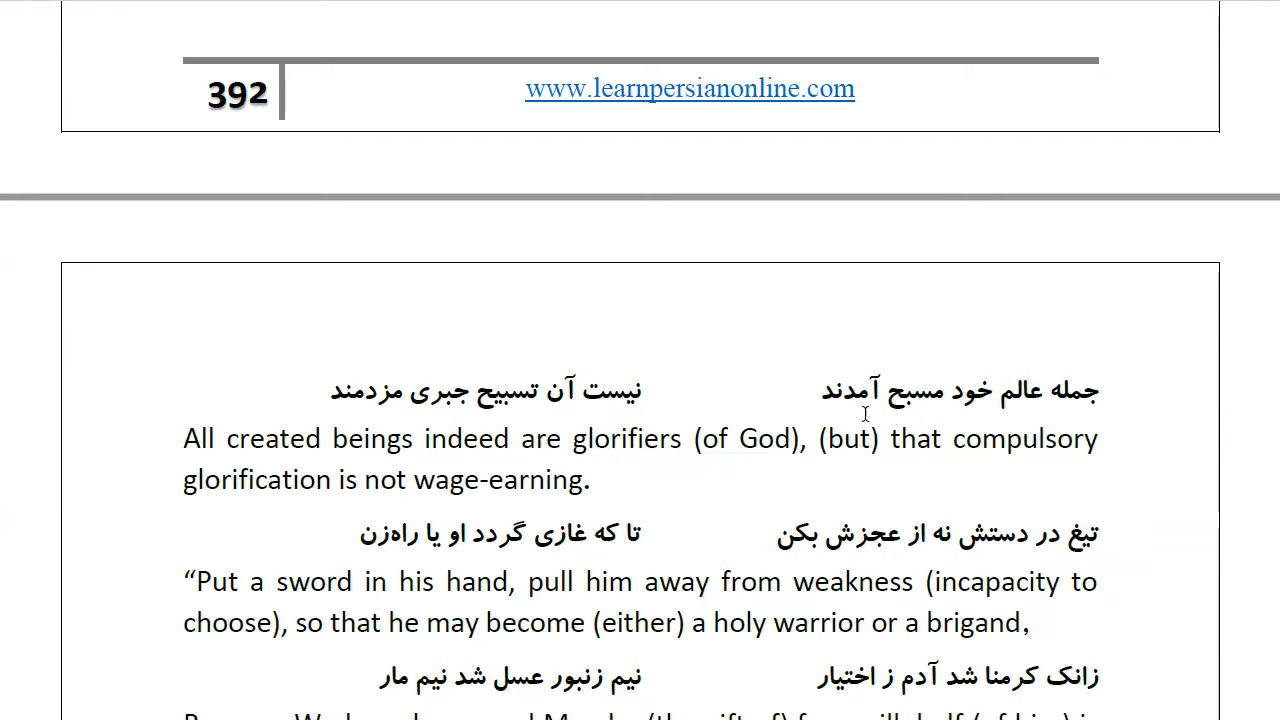 392
www.learnpersianonline.com
جمله عالم خود مسبح آمدند نیست آن تسبیح جبری مزدمند
All created beings indeed are glorifiers (of God), (but) that compulsory
glorification is not wage-earning.
تیغ در دستش نه از عجزش بکن تا که غازی گردد او یا راه‌زن
“Put a sword in his hand, pull him away from weakness (incapacity to
choose), so that he may become (either) a holy warrior or a brigand,
زانک کرمنا شد آدم ز اختیار نیم زنبور عسل شد نیم مار